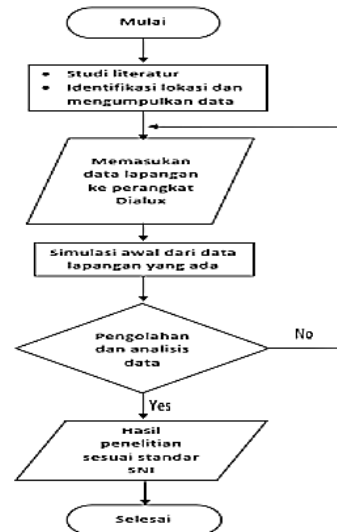 Mulai
• Studi literatur
• Identifikasi lokasi dan
mengumpulkan data
Memasukan
data lapangan
ke perangkat
Dialux
Simulasi awal dari data
lapangan yang ada
Pengolahan
dan analisis
data
No
Yes
Hasil
penelitian
sesuai standar
SNI
Selesai